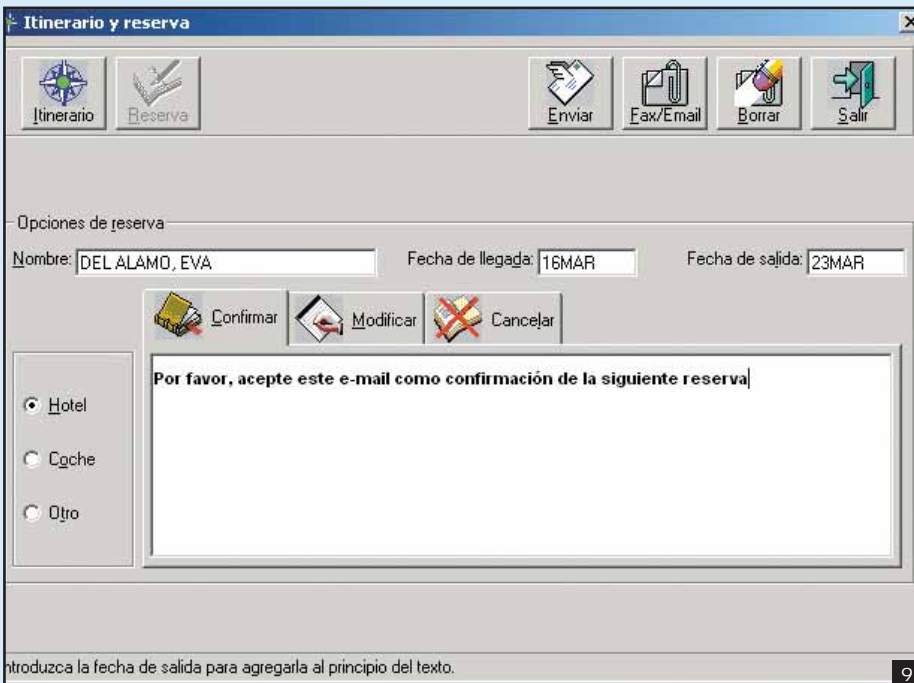 Itinerario y reserva
Itinerario Reserva Enviar Fax/Email Borrar Salir
Opciones de reserva
Nombre: DEL ALAMO, EVA Fecha de llegada: 16MAR Fecha de salida: 23MAR
Confirmar Modificar Cancelar
Por favor, acepte este e-mail como confirmación de la siguiente reserva
Hotel
Coche
Otro
ntroduzca la fecha de salida para agregarla al principio del texto.
9